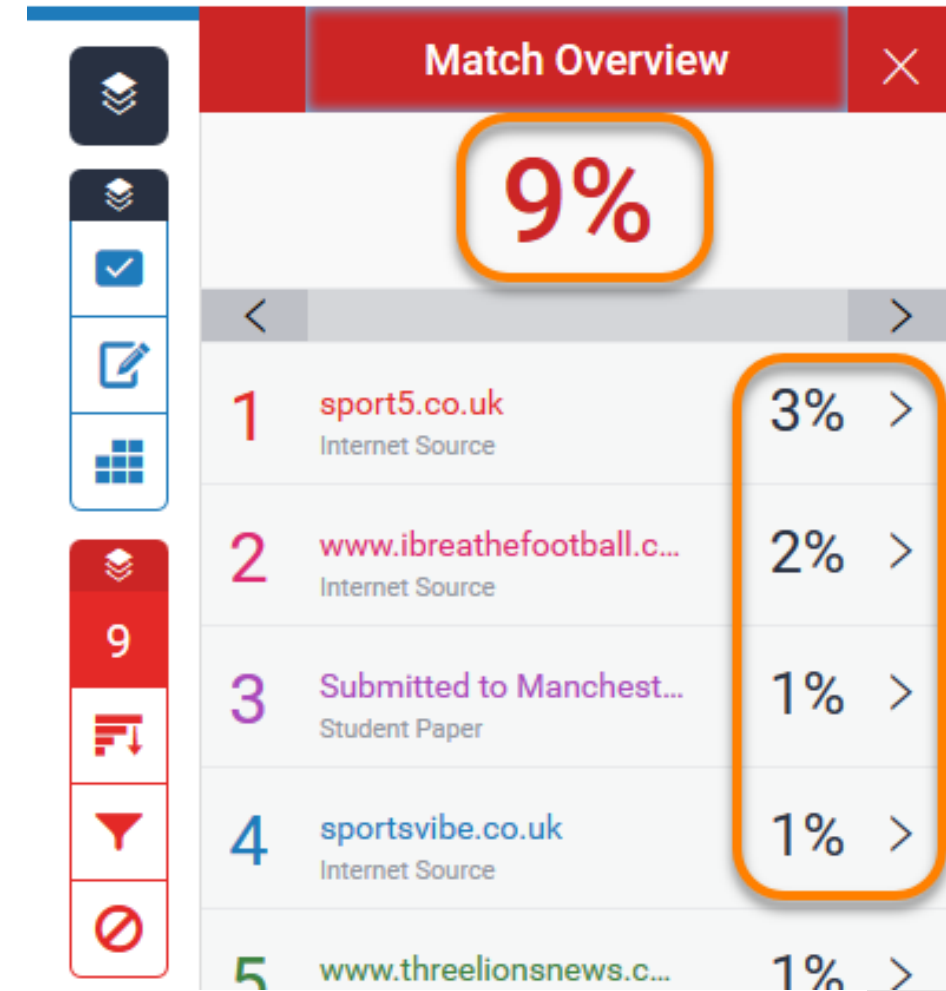 Match Overview
9%
1 sport5.co.uk 3%
Internet Source
2 www.ibreathefootball.c... 2%
Internet Source
9
3 Submitted to Manchest... 1%
Student Paper
4 sportsvibe.co.uk 1%
Internet Source
5 www.threelionsnews.c... 1%